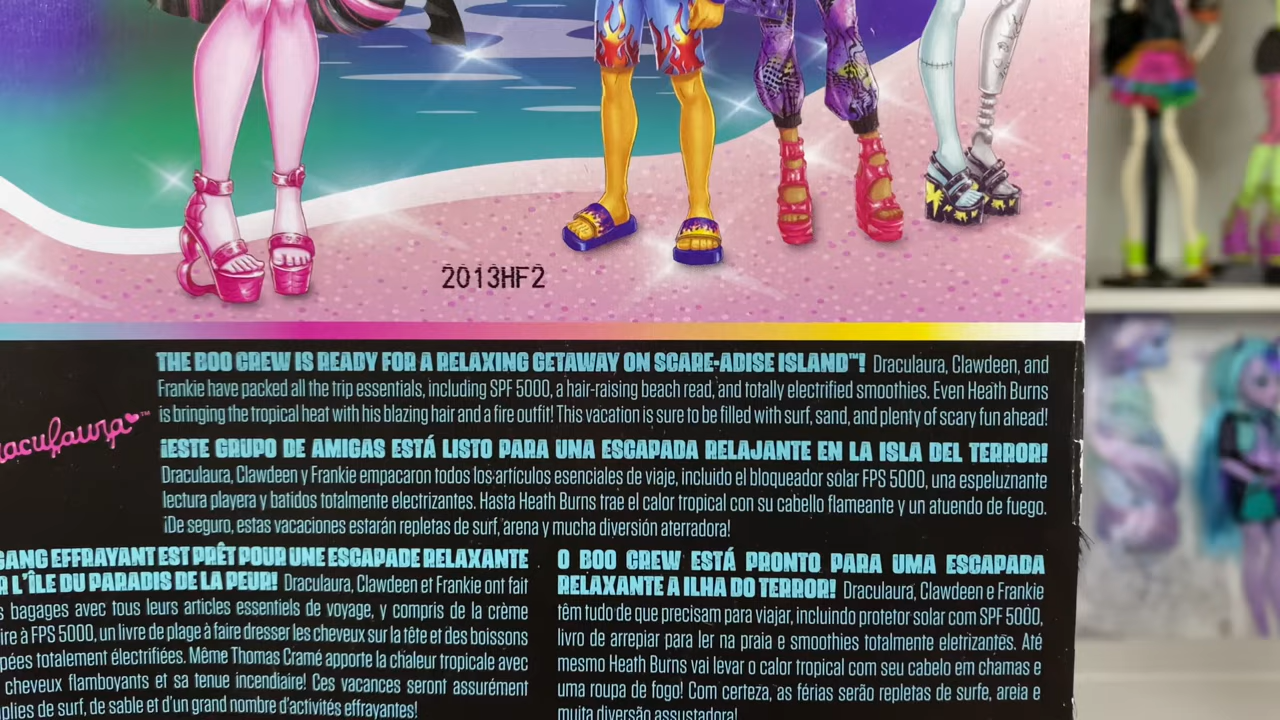 2013HF2
THE BOO CREW IS READY FOR A RELAXING GETAWAY ON SCARE-ADISE ISLAND™! Draculaura, Clawdeen, and
Frankie have packed all the trip essentials, including SPF 5000, a hair-raising beach read, and totally electrified smoothies. Even Heath Burns
is bringing the tropical heat with his blazing hair and a fire outfit! This vacation is sure to be filled with surf, sand, and plenty of scary fun ahead!
aculaura™
¡ESTE GRUPO DE AMIGAS ESTÁ LISTO PARA UNA ESCAPADA RELAJANTE EN LA ISLA DEL TERROR!
Draculaura, Clawdeen y Frankie empacaron todos los artículos esenciales de viaje, incluido el bloqueador solar FPS 5000, una espeluznante
lectura playera y batidos totalmente electrizantes. Hasta Heath Burns trae el calor tropical con su cabello flameante y un atuendo de fuego.
¡De seguro, estas vacaciones estarán repletas de surf, arena y mucha diversión aterradora!
GANG EFFRAYANT EST PRÊT POUR UNE ESCAPADE RELAXANTE
R L'ÎLE DU PARADIS DE LA PEUR! Draculaura, Clawdeen et Frankie ont fait
s bagages avec tous leurs articles essentiels de voyage, y compris de la crème
ire à FPS 5000, un livre de plage à faire dresser les cheveux sur la tête et des boissons
pées totalement électrifiées. Même Thomas Cramé apporte la chaleur tropicale avec
cheveux flamboyants et sa tenue incendiaire! Ces vacances seront assurément
plies de surf, de sable et d'un grand nombre d'activités effrayantes!
O BOO CREW ESTÁ PRONTO PARA UMA ESCAPADA
RELAXANTE A ILHA DO TERROR! Draculaura, Clawdeen e Frankie
têm tudo de que precisam para viajar, incluindo protetor solar com SPF 5000,
livro de arrepiar para ler na praia e smoothies totalmente eletrizantes. Até
mesmo Heath Burns vai levar o calor tropical com seu cabelo em chamas e
uma roupa de fogo! Com certeza, as férias serão repletas de surfe, areia e
muita diversão assustadora!